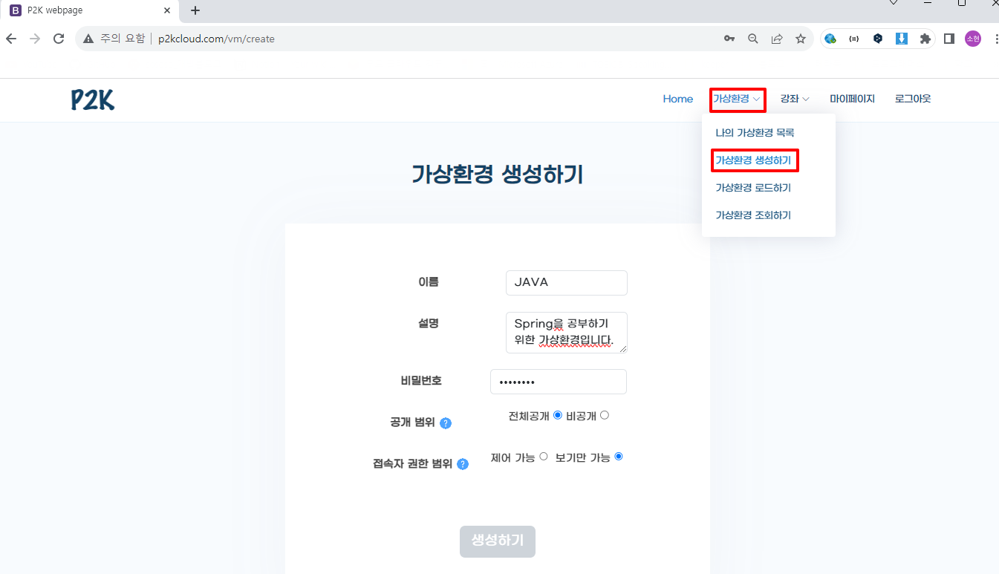 P2K webpage
주의 요함 | p2kcloud.com/vm/create
소현
P2K
Home 가상환경 강좌 마이페이지 로그아웃
나의 가상환경 목록
가상환경 생성하기
가상환경 로드하기
가상환경 조회하기
가상환경 생성하기
이름 JAVA
설명 Spring을 공부하기
위한 가상환경입니다.
비밀번호 ••••••••
공개 범위 ? 전체공개 비공개
접속자 권한 범위 ? 제어 가능 보기만 가능
생성하기